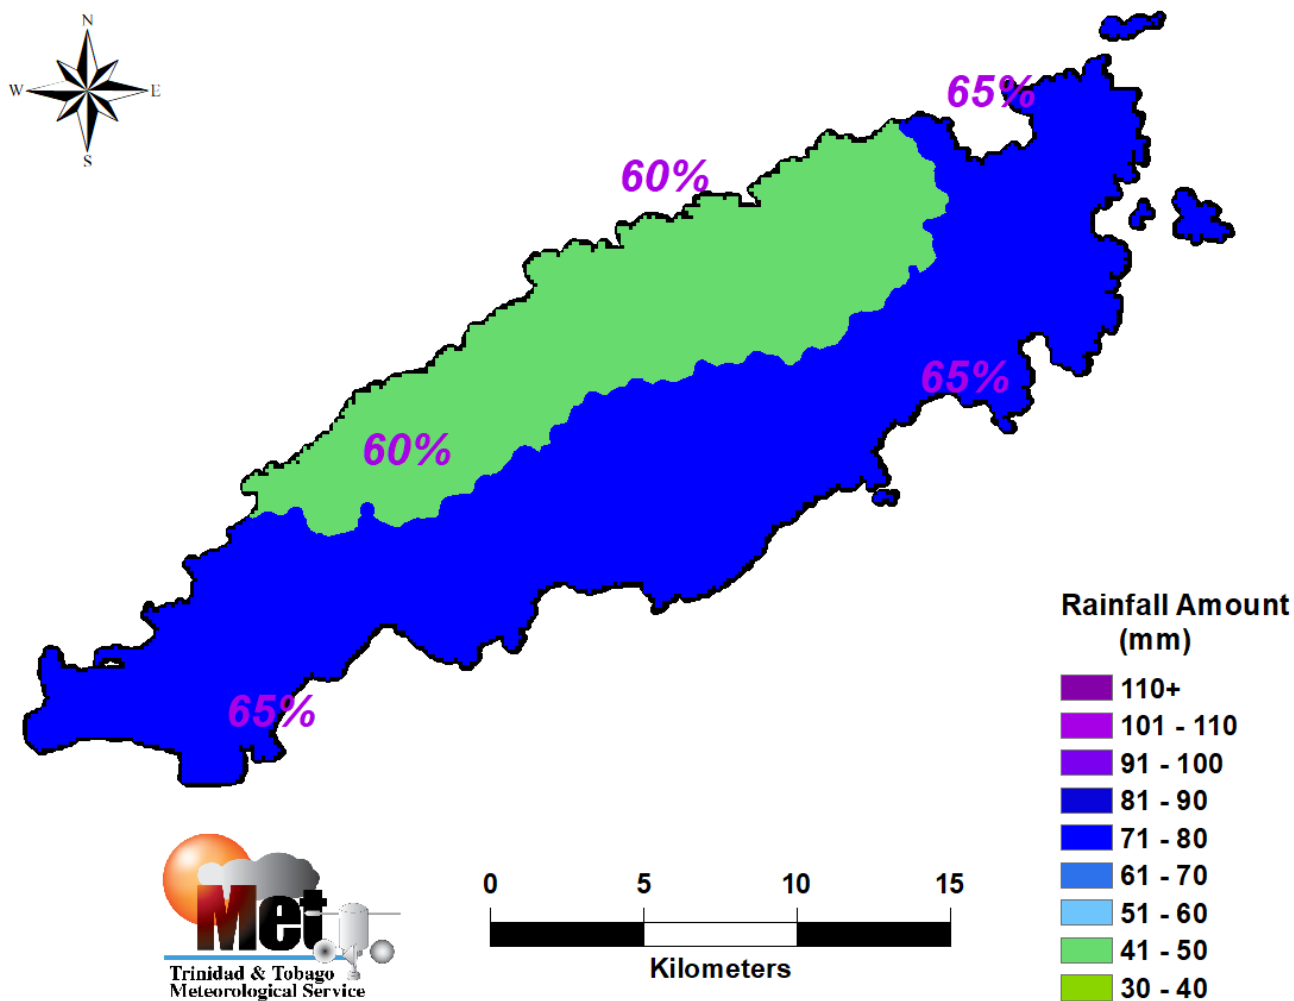 N
W E
S
65%
60%
65%
60%
65%
Rainfall Amount
(mm)
110+
101 - 110
91 - 100
81 - 90
71 - 80
61 - 70
51 - 60
41 - 50
30 - 40
0 5 10 15
Kilometers
Met
Trinidad & Tobago
Meteorological Service